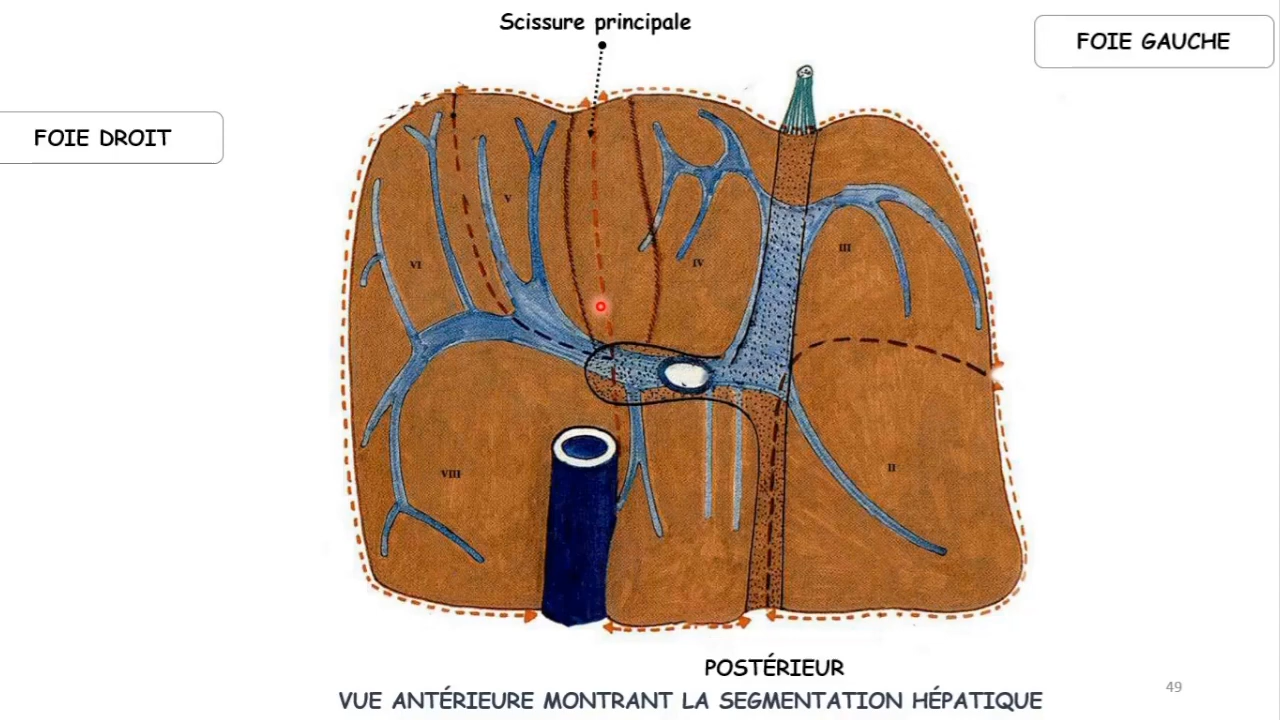 Scissure principale
FOIE GAUCHE
FOIE DROIT
V
VI
IV
III
VIII
II
POSTÉRIEUR
VUE ANTÉRIEURE MONTRANT LA SEGMENTATION HÉPATIQUE
49